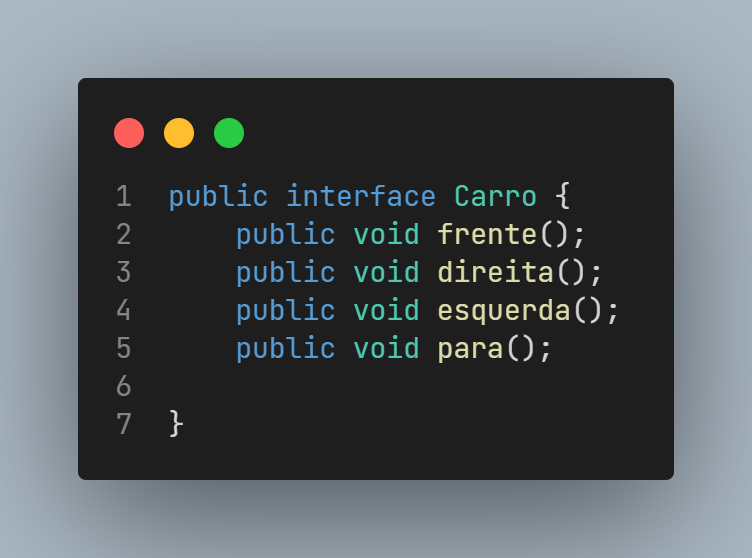 1 public interface Carro {
2     public void frente();
3     public void direita();
4     public void esquerda();
5     public void para();
6
7 }